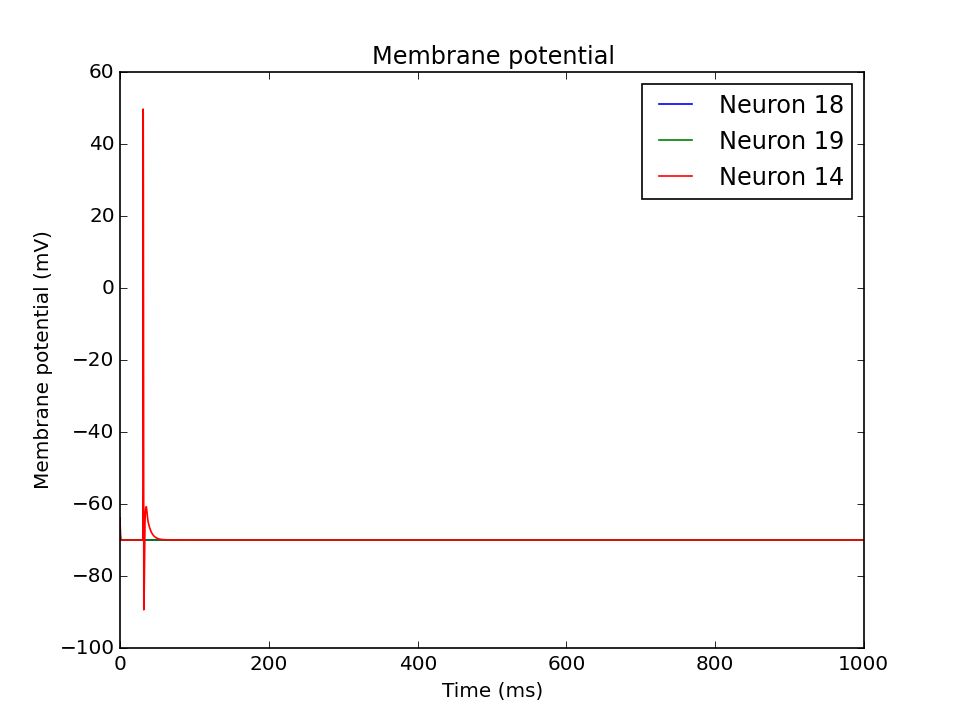 Membrane potential
60
40
20
0
−20
−40
−60
−80
−100
Membrane potential (mV)
Neuron 18
Neuron 19
Neuron 14
0 200 400 600 800 1000
Time (ms)